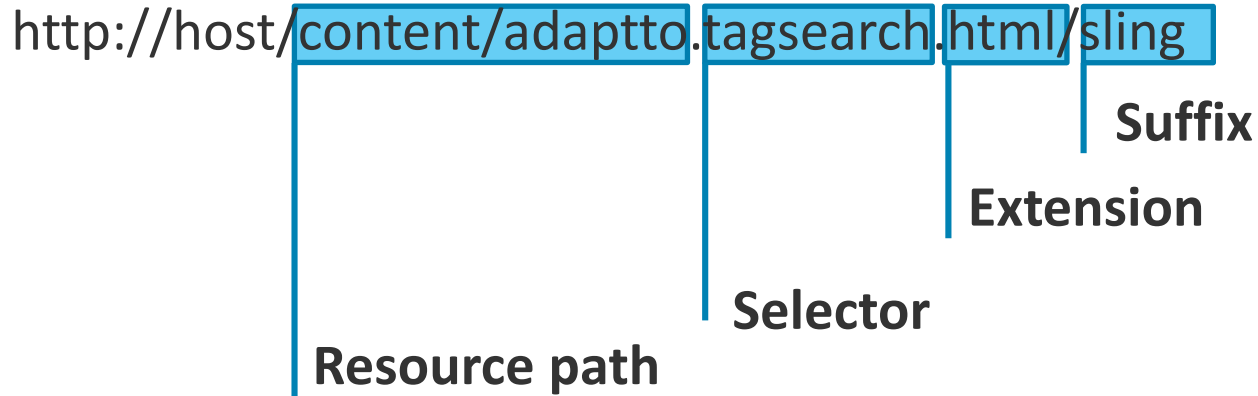 http://host/content/adaptto.tagsearch.html/sling
Suffix
Extension
Selector
Resource path